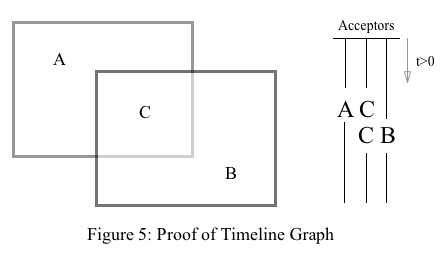 Acceptors
t>0
A
C
B
A C
C B
Figure 5: Proof of Timeline Graph